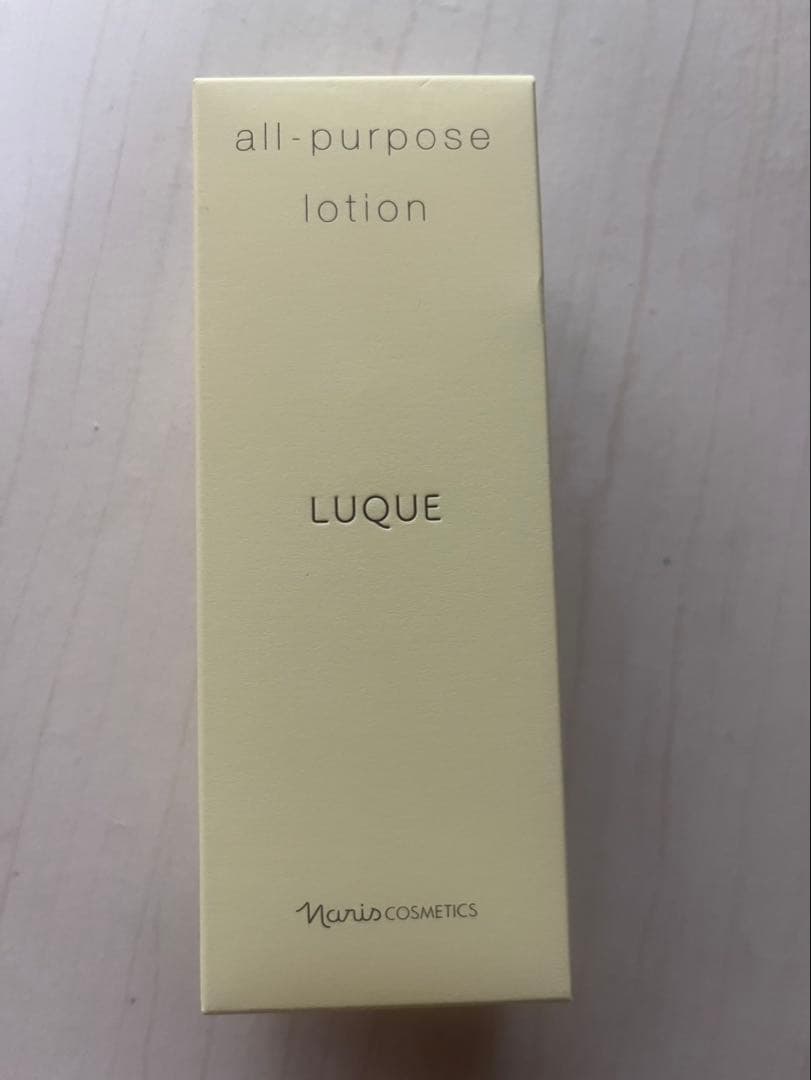 all-purpose
lotion
LUQUE
Naris COSMETICS